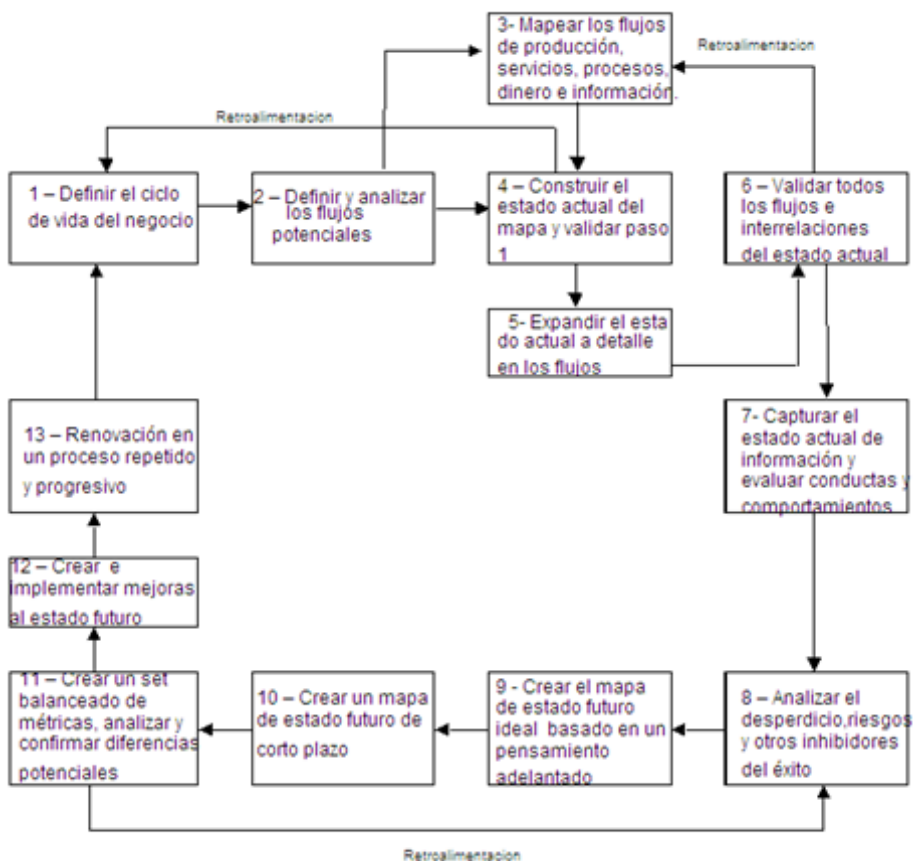 3- Mapear los flujos
de producción,
servicios, procesos,
dinero e información.
Retroalimentacion
Retroalimentacion
1 – Definir el ciclo
de vida del negocio
2 – Definir y analizar
los flujos
potenciales
4 – Construir el
estado actual del
mapa y validar paso
1
6 – Validar todos
los flujos e
interrelaciones
del estado actual
5- Expandir el esta
do actual a detalle
en los flujos
13 – Renovación en
un proceso repetido
y progresivo
7- Capturar el
estado actual de
información y
evaluar conductas y
comportamientos
12 – Crear e
implementar mejoras
al estado futuro
11 – Crear un set
balanceado de
métricas, analizar y
confirmar diferencias
potenciales
10 – Crear un mapa
de estado futuro de
corto plazo
9 - Crear el mapa
de estado futuro
ideal basado en un
pensamiento
adelantado
8 – Analizar el
desperdicio,riesgos
y otros inhibidores
del éxito
Retroalimentacion